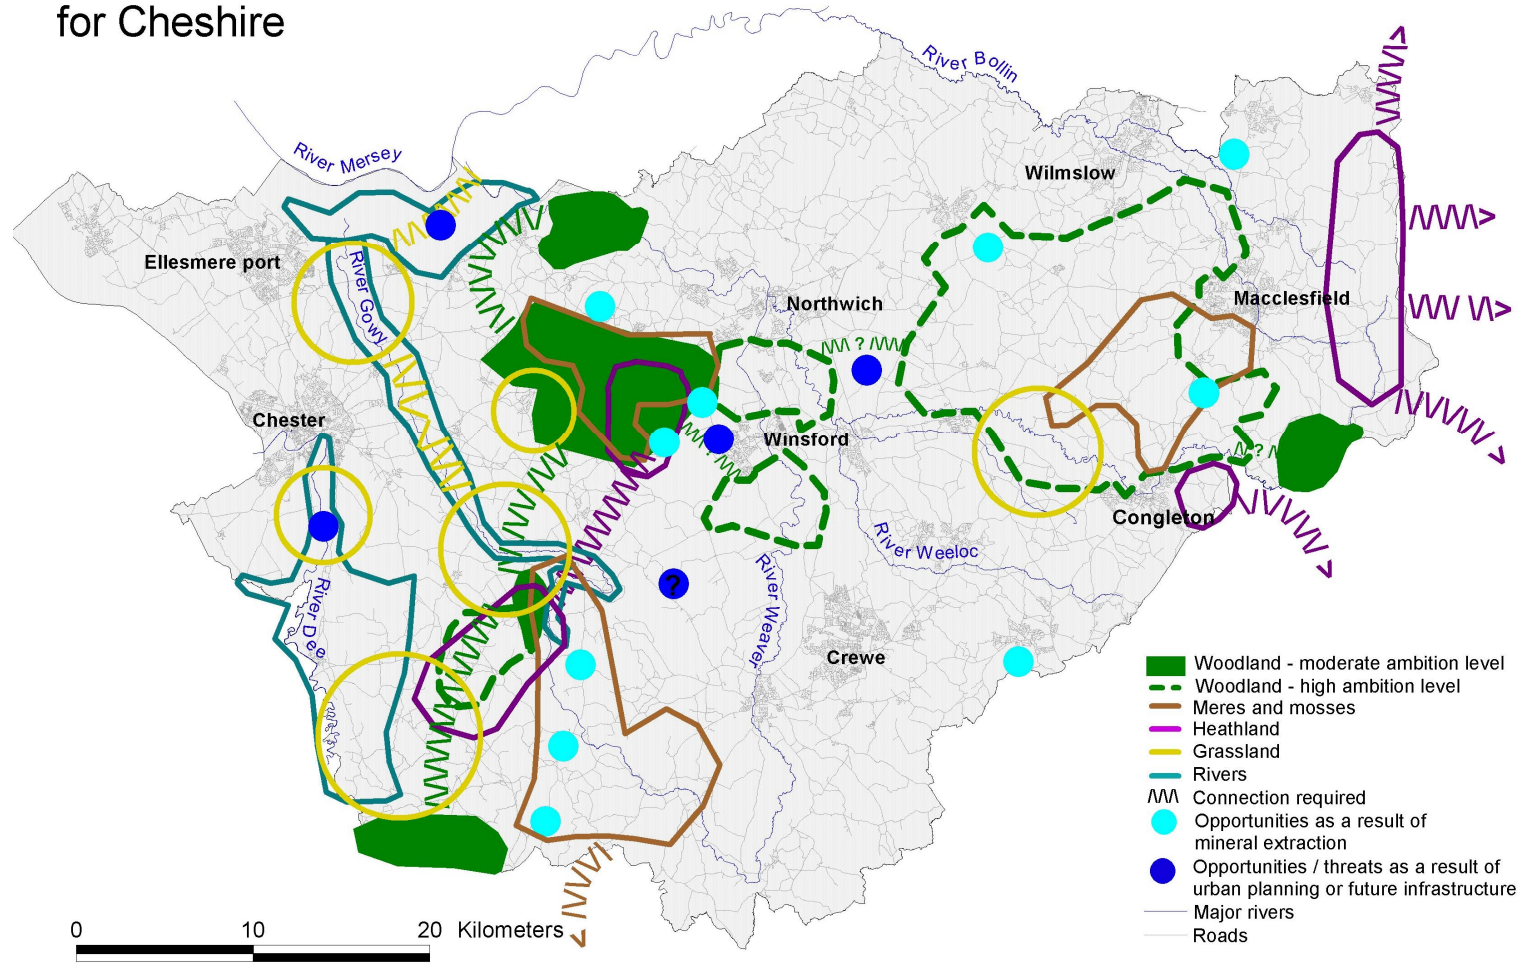 for Cheshire
River Bollin
River Mersey
Wilmslow
Ellesmere port
River Gowy
Northwich
Macclesfield
?
Chester
Winsford
?
?
Congleton
River Weeloc
River Dee
?
River Weaver
Crewe
Woodland - moderate ambition level
Woodland - high ambition level
Meres and mosses
Heathland
Grassland
Rivers
Connection required
Opportunities as a result of
mineral extraction
Opportunities / threats as a result of
urban planning or future infrastructure
Major rivers
Roads
0 10 20 Kilometers